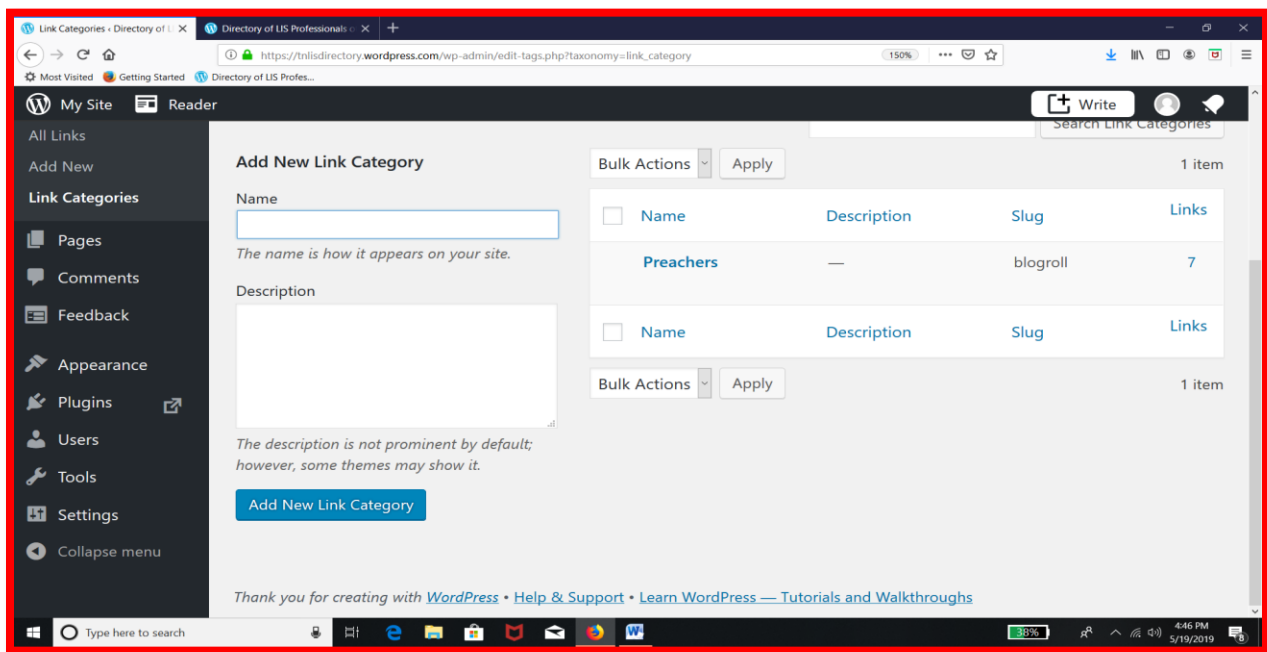 Link Categories ‹ Directory of L
Directory of LIS Professionals o
https://tnlisdirectory.wordpress.com/wp-admin/edit-tags.php?taxonomy=link_category
150%
Most Visited
Getting Started
Directory of LIS Profes...
My Site
Reader
Write
All Links
Add New
Link Categories
Pages
Comments
Feedback
Appearance
Plugins
Users
Tools
Settings
Collapse menu
Search Link Categories
Add New Link Category
Name
The name is how it appears on your site.
Description
The description is not prominent by default;
however, some themes may show it.
Add New Link Category
Bulk Actions
Apply
1 item
Name Description Slug Links
Preachers — blogroll 7
Name Description Slug Links
Bulk Actions
Apply
1 item
Thank you for creating with WordPress • Help & Support • Learn WordPress — Tutorials and Walkthroughs
Type here to search
38%
4:46 PM
5/19/2019